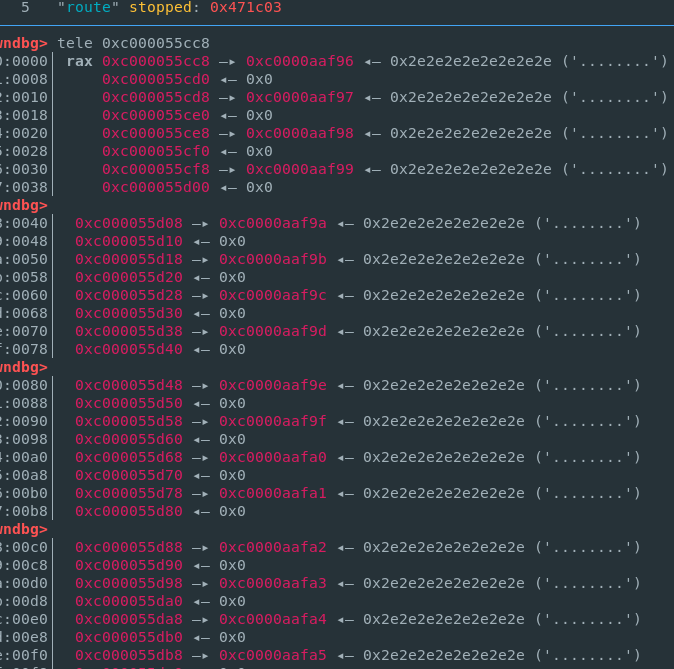 5   "route" stopped: 0x471c03
wndbg> tele 0xc000055cc8
0:0000│ rax 0xc000055cc8 —▸ 0xc0000aaf96 ◂— 0x2e2e2e2e2e2e2e2e ('........')
1:0008│     0xc000055cd0 ◂— 0x0
2:0010│     0xc000055cd8 —▸ 0xc0000aaf97 ◂— 0x2e2e2e2e2e2e2e2e ('........')
3:0018│     0xc000055ce0 ◂— 0x0
4:0020│     0xc000055ce8 —▸ 0xc0000aaf98 ◂— 0x2e2e2e2e2e2e2e2e ('........')
5:0028│     0xc000055cf0 ◂— 0x0
6:0030│     0xc000055cf8 —▸ 0xc0000aaf99 ◂— 0x2e2e2e2e2e2e2e2e ('........')
7:0038│     0xc000055d00 ◂— 0x0
wndbg>
8:0040│  0xc000055d08 —▸ 0xc0000aaf9a ◂— 0x2e2e2e2e2e2e2e2e ('........')
9:0048│  0xc000055d10 ◂— 0x0
a:0050│  0xc000055d18 —▸ 0xc0000aaf9b ◂— 0x2e2e2e2e2e2e2e2e ('........')
b:0058│  0xc000055d20 ◂— 0x0
c:0060│  0xc000055d28 —▸ 0xc0000aaf9c ◂— 0x2e2e2e2e2e2e2e2e ('........')
d:0068│  0xc000055d30 ◂— 0x0
e:0070│  0xc000055d38 —▸ 0xc0000aaf9d ◂— 0x2e2e2e2e2e2e2e2e ('........')
f:0078│  0xc000055d40 ◂— 0x0
wndbg>
0:0080│  0xc000055d48 —▸ 0xc0000aaf9e ◂— 0x2e2e2e2e2e2e2e2e ('........')
1:0088│  0xc000055d50 ◂— 0x0
2:0090│  0xc000055d58 —▸ 0xc0000aaf9f ◂— 0x2e2e2e2e2e2e2e2e ('........')
3:0098│  0xc000055d60 ◂— 0x0
4:00a0│  0xc000055d68 —▸ 0xc0000aafa0 ◂— 0x2e2e2e2e2e2e2e2e ('........')
5:00a8│  0xc000055d70 ◂— 0x0
6:00b0│  0xc000055d78 —▸ 0xc0000aafa1 ◂— 0x2e2e2e2e2e2e2e2e ('........')
7:00b8│  0xc000055d80 ◂— 0x0
wndbg>
8:00c0│  0xc000055d88 —▸ 0xc0000aafa2 ◂— 0x2e2e2e2e2e2e2e2e ('........')
9:00c8│  0xc000055d90 ◂— 0x0
a:00d0│  0xc000055d98 —▸ 0xc0000aafa3 ◂— 0x2e2e2e2e2e2e2e2e ('........')
b:00d8│  0xc000055da0 ◂— 0x0
c:00e0│  0xc000055da8 —▸ 0xc0000aafa4 ◂— 0x2e2e2e2e2e2e2e2e ('........')
d:00e8│  0xc000055db0 ◂— 0x0
e:00f0│  0xc000055db8 —▸ 0xc0000aafa5 ◂— 0x2e2e2e2e2e2e2e2e ('........')